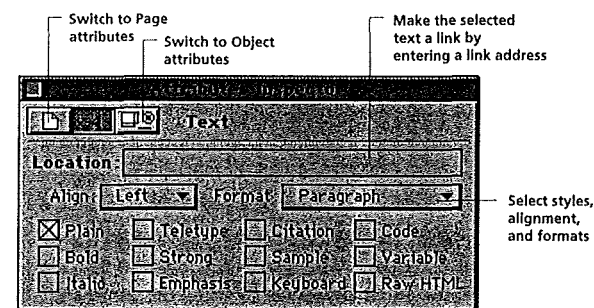 Switch to Page
attributes
Switch to Object
attributes
Make the selected
text a link by
entering a link address
Attributes Inspector
Text
Location:
Align: Left Format: Paragraph
Select styles,
alignment,
and formats
Plain Teletype Citation Code
Bold Strong Sample Variable
Italic Emphasis Keyboard Raw HTML